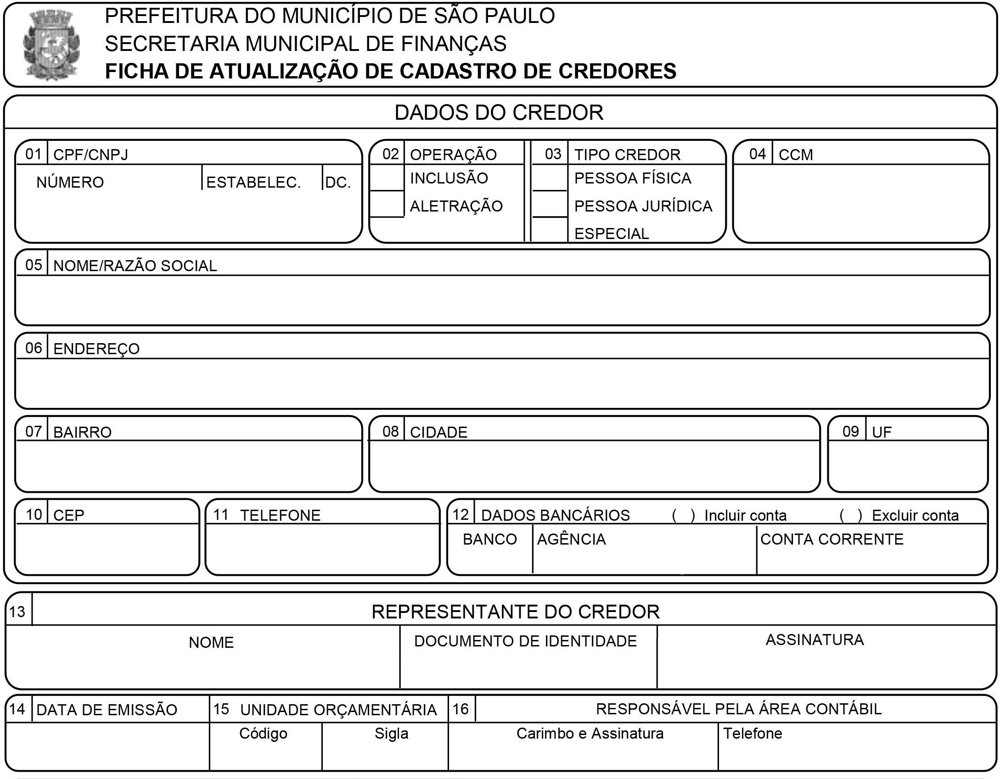 PREFEITURA DO MUNICÍPIO DE SÃO PAULO
SECRETARIA MUNICIPAL DE FINANÇAS
FICHA DE ATUALIZAÇÃO DE CADASTRO DE CREDORES
DADOS DO CREDOR
01 CPF/CNPJ
NÚMERO ESTABELEC. DC.
02 OPERAÇÃO
INCLUSÃO
ALETRAÇÃO
03 TIPO CREDOR
PESSOA FÍSICA
PESSOA JURÍDICA
ESPECIAL
04 CCM
05 NOME/RAZÃO SOCIAL
06 ENDEREÇO
07 BAIRRO
08 CIDADE
09 UF
10 CEP
11 TELEFONE
12 DADOS BANCÁRIOS ( ) Incluir conta ( ) Excluir conta
BANCO AGÊNCIA CONTA CORRENTE
13 REPRESENTANTE DO CREDOR
NOME DOCUMENTO DE IDENTIDADE ASSINATURA
14 DATA DE EMISSÃO
15 UNIDADE ORÇAMENTÁRIA
Código Sigla
16 RESPONSÁVEL PELA ÁREA CONTÁBIL
Carimbo e Assinatura Telefone